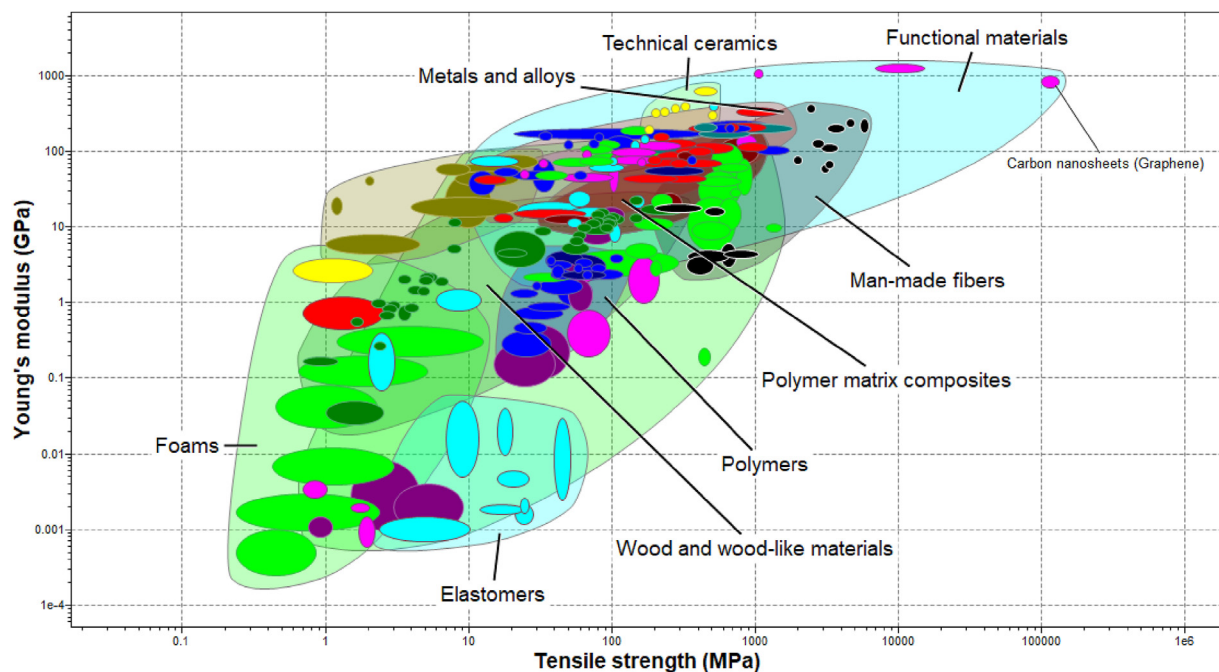 Technical ceramics
Functional materials
Metals and alloys
1000
100
10
1
0.1
0.01
0.001
1e-4
Young's modulus (GPa)
Carbon nanosheets (Graphene)
Man-made fibers
Polymer matrix composites
Foams
Polymers
Wood and wood-like materials
Elastomers
0.1
1
10
100
1000
10000
100000
1e6
Tensile strength (MPa)